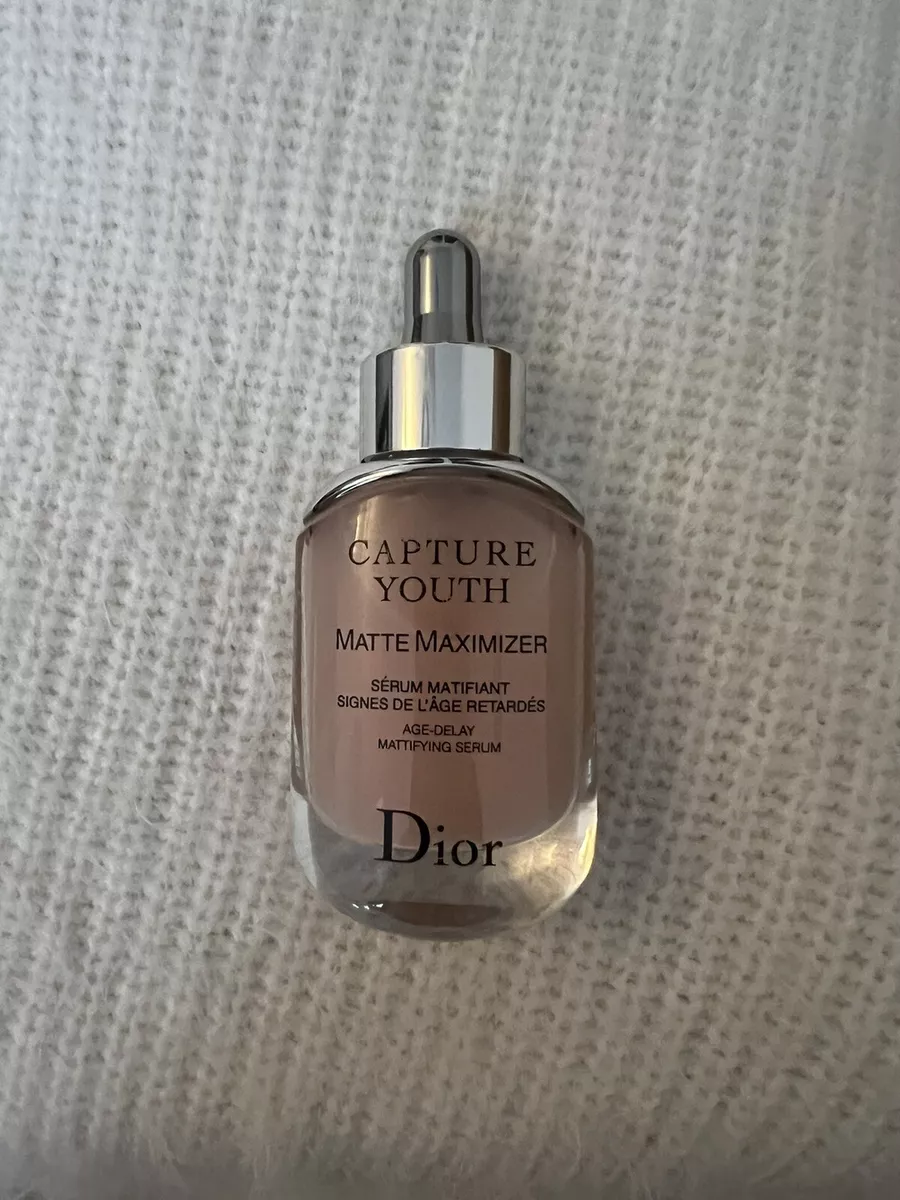 CAPTURE
YOUTH
MATTE MAXIMIZER
SÉRUM MATIFIANT
SIGNES DE L'ÂGE RETARDÉS
AGE-DELAY
MATTIFYING SERUM
Dior